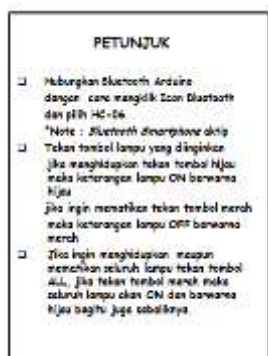 PETUNJUK
❑ Hubungkan Bluetooth Arduino
dengan cara mengklik Icon Bluetooth
dan pilih HC-06
*Note : Bluetooth Smartphone aktip
❑ Tekan tombol lampu yang diinginkan
jika menghidupkan tekan tombol hijau
maka keterangan lampu ON berwarna
hijau
jika ingin mematikan tekan tombol merah
maka keterangan lampu OFF berwarna
merah
❑ Jika ingin menghidupkan maupun
mematikan seluruh lampu tekan tombol
ALL, jika tekan tombol merah maka
seluruh lampu akan ON dan berwarna
hijau begitu juga sebaliknya